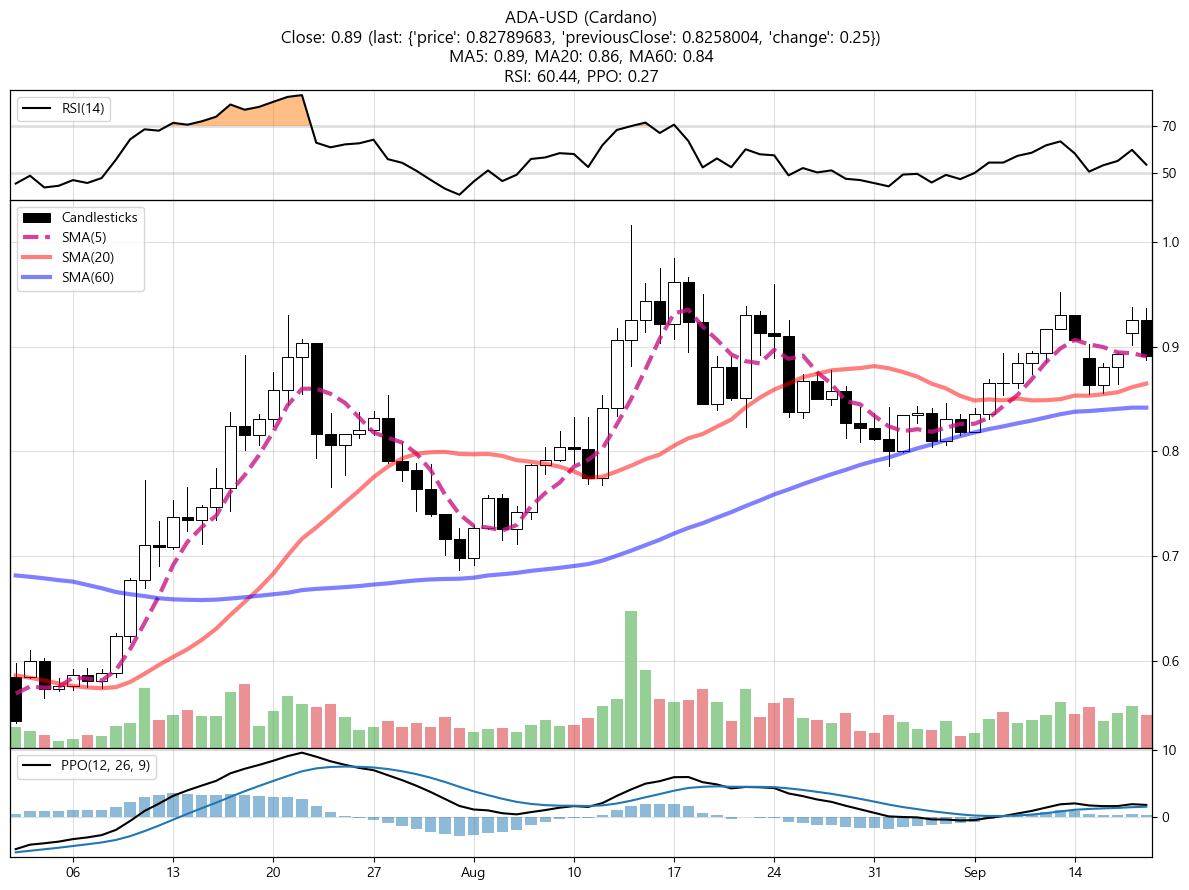 ADA-USD (Cardano)
Close: 0.89 (last: {'price': 0.82789683, 'previousClose': 0.8258004, 'change': 0.25})
MA5: 0.89, MA20: 0.86, MA60: 0.84
RSI: 60.44, PPO: 0.27
RSI(14)
70
50
Candlesticks
SMA(5)
SMA(20)
SMA(60)
1.0
0.9
0.8
0.7
0.6
PPO(12, 26, 9)
10
0
06 13 20 27 Aug 10 17 24 31 Sep 14